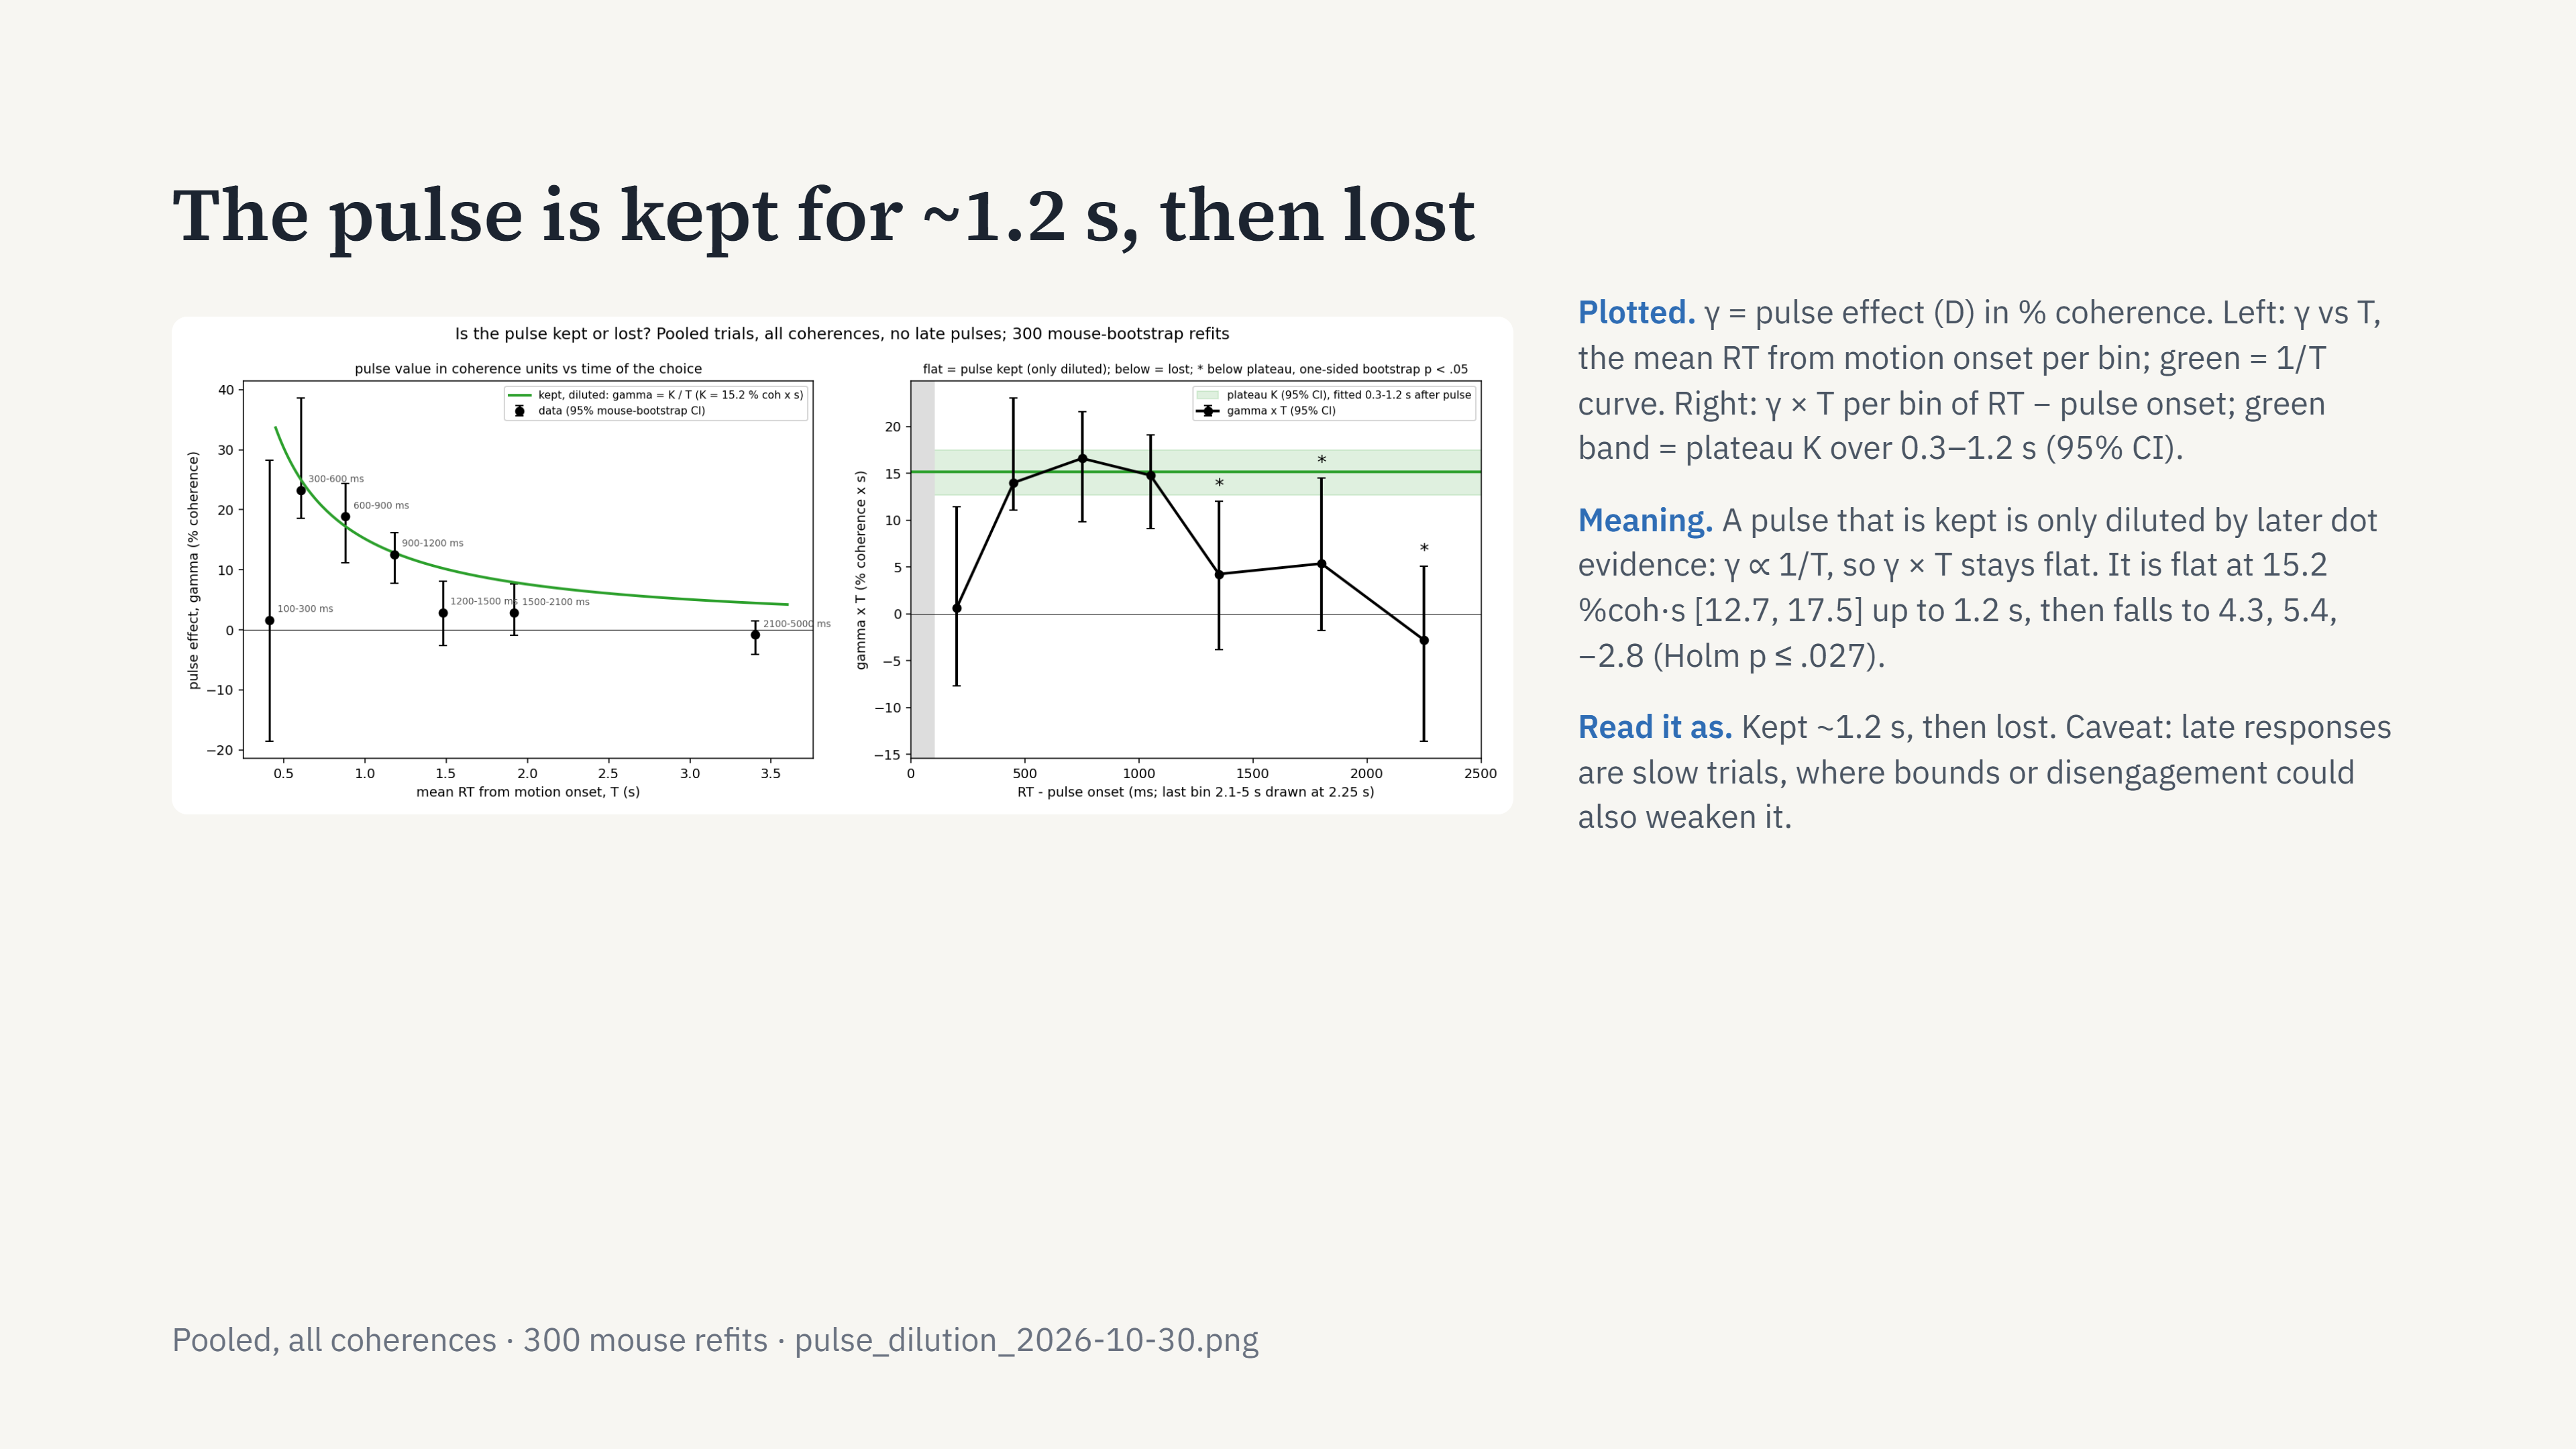 The pulse is kept for ~1.2 s, then lost
Is the pulse kept or lost? Pooled trials, all coherences, no late pulses; 300 mouse-bootstrap refits
pulse value in coherence units vs time of the choice
kept, diluted: gamma = K / T (K = 15.2 % coh x s)
data (95% mouse-bootstrap CI)
pulse effect, gamma (% coherence)
40
30
20
10
0
−10
−20
100-300 ms
300-600 ms
600-900 ms
900-1200 ms
1200-1500 ms
1500-2100 ms
2100-5000 ms
0.5 1.0 1.5 2.0 2.5 3.0 3.5
mean RT from motion onset, T (s)
flat = pulse kept (only diluted); below = lost; * below plateau, one-sided bootstrap p < .05
plateau K (95% CI), fitted 0.3-1.2 s after pulse
gamma x T (95% CI)
gamma x T (% coherence x s)
20
15
10
5
0
−5
−10
−15
*
*
*
0 500 1000 1500 2000 2500
RT - pulse onset (ms; last bin 2.1-5 s drawn at 2.25 s)
Plotted. γ = pulse effect (D) in % coherence. Left: γ vs T,
the mean RT from motion onset per bin; green = 1/T
curve. Right: γ × T per bin of RT − pulse onset; green
band = plateau K over 0.3–1.2 s (95% CI).
Meaning. A pulse that is kept is only diluted by later dot
evidence: γ ∝ 1/T, so γ × T stays flat. It is flat at 15.2
%coh·s [12.7, 17.5] up to 1.2 s, then falls to 4.3, 5.4,
−2.8 (Holm p ≤ .027).
Read it as. Kept ~1.2 s, then lost. Caveat: late responses
are slow trials, where bounds or disengagement could
also weaken it.
Pooled, all coherences · 300 mouse refits · pulse_dilution_2026-10-30.png